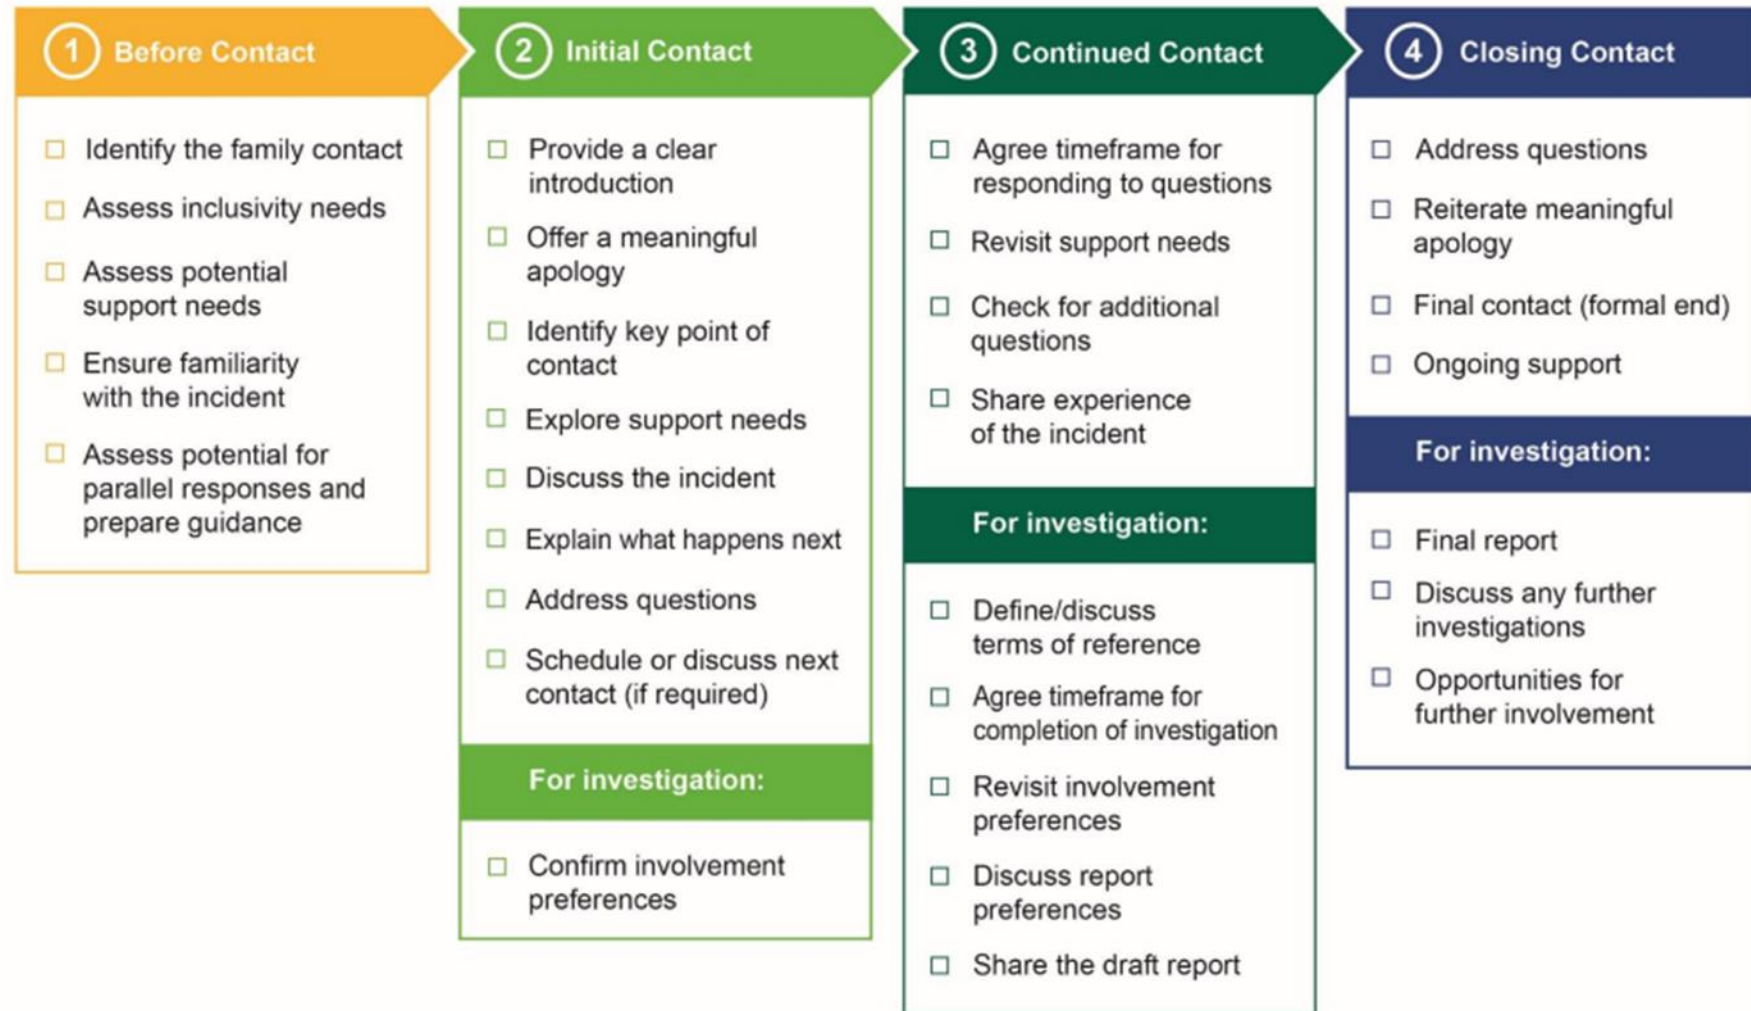 1 Before Contact
Identify the family contact
Assess inclusivity needs
Assess potential
support needs
Ensure familiarity
with the incident
Assess potential for
parallel responses and
prepare guidance
2 Initial Contact
Provide a clear
introduction
Offer a meaningful
apology
Identify key point of
contact
Explore support needs
Discuss the incident
Explain what happens next
Address questions
Schedule or discuss next
contact (if required)
For investigation:
Confirm involvement
preferences
3 Continued Contact
Agree timeframe for
responding to questions
Revisit support needs
Check for additional
questions
Share experience
of the incident
For investigation:
Define/discuss
terms of reference
Agree timeframe for
completion of investigation
Revisit involvement
preferences
Discuss report
preferences
Share the draft report
4 Closing Contact
Address questions
Reiterate meaningful
apology
Final contact (formal end)
Ongoing support
For investigation:
Final report
Discuss any further
investigations
Opportunities for
further involvement